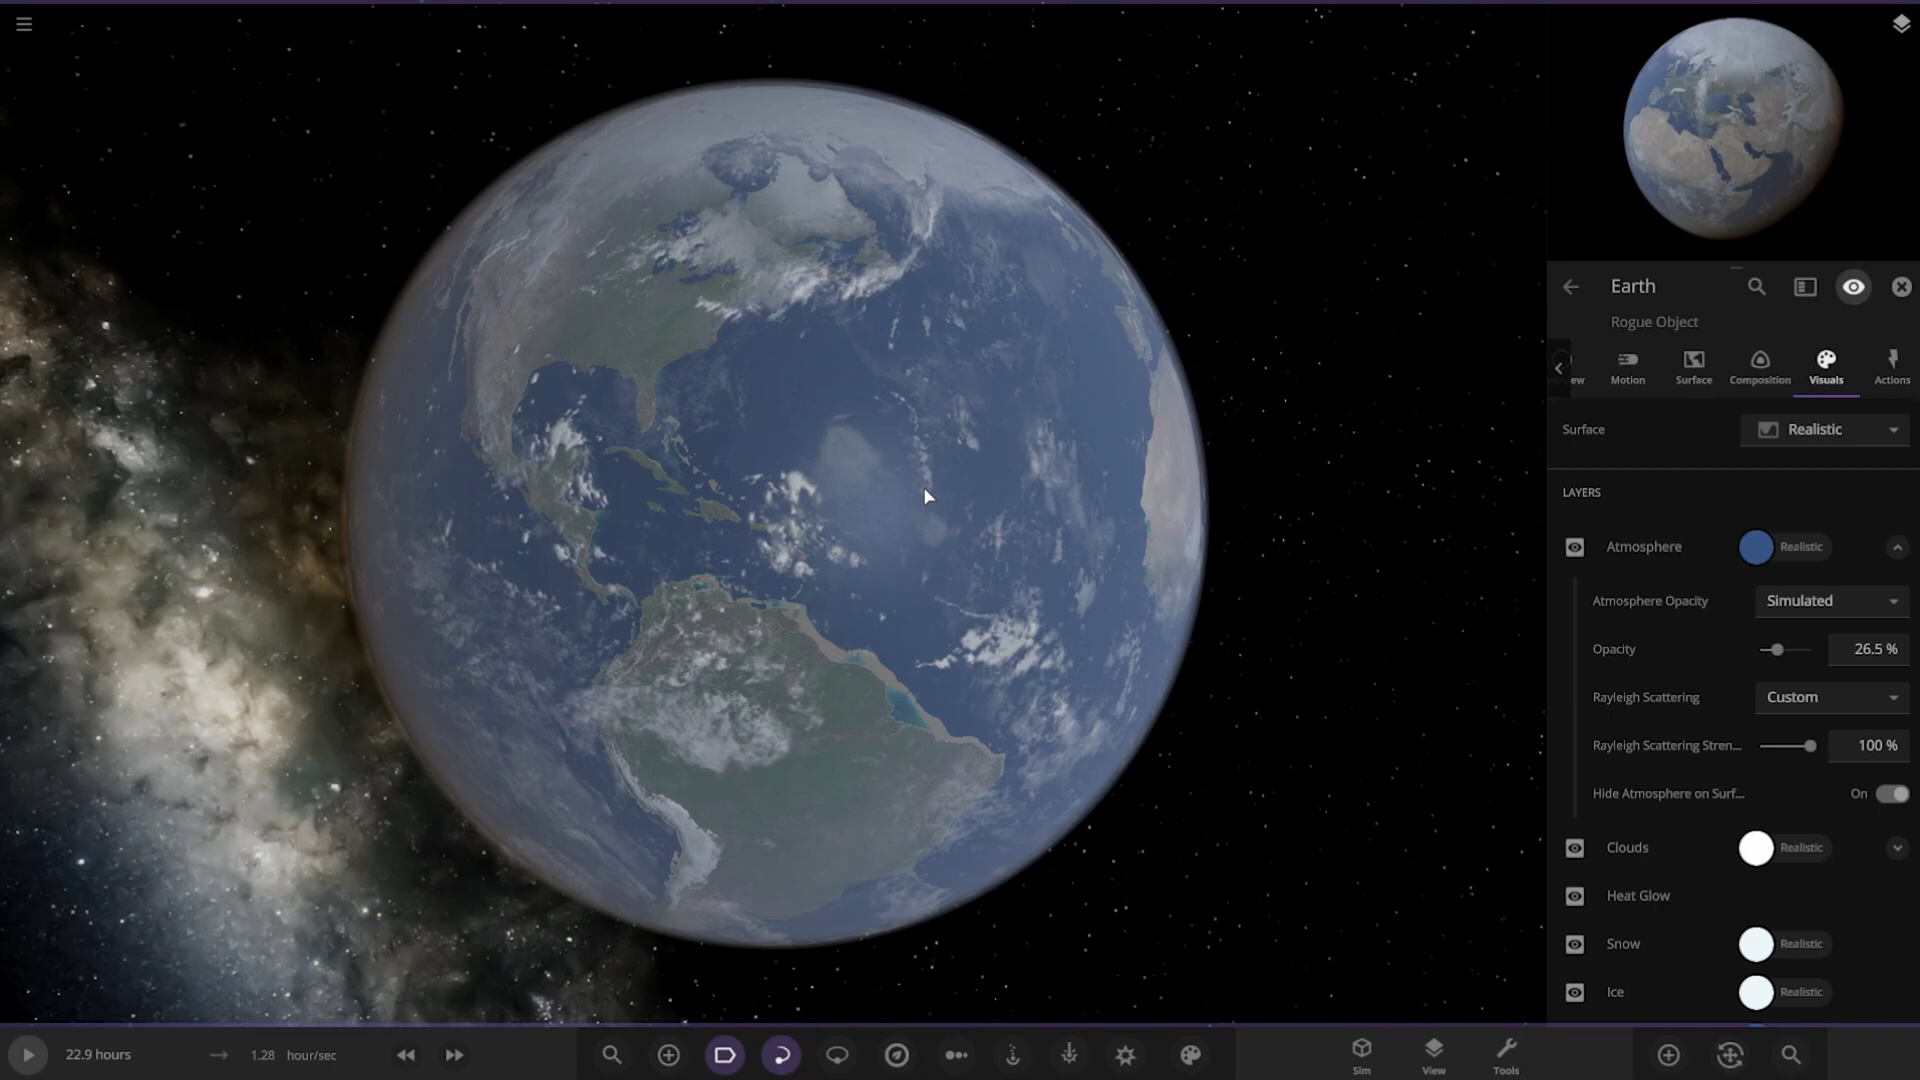 Earth
Rogue Object
ew
Motion
Surface
Composition
Visuals
Actions
Surface
Realistic
LAYERS
Atmosphere
Realistic
Atmosphere Opacity
Simulated
Opacity
26.5 %
Rayleigh Scattering
Custom
Rayleigh Scattering Stren...
100 %
Hide Atmosphere on Surf...
On
Clouds
Realistic
Heat Glow
Snow
Realistic
Ice
Realistic
22.9 hours
1.28 hour/sec
Sim
View
Tools